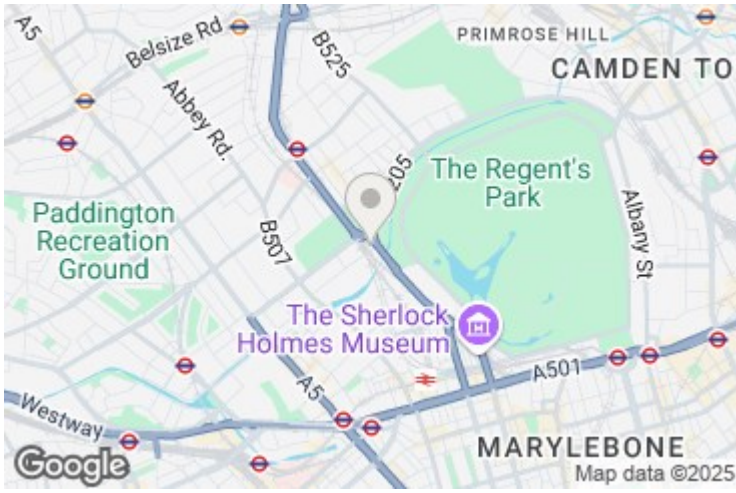 A5
Belsize Rd
B525
PRIMROSE HILL
CAMDEN TO
Abbey Rd.
205
The Regent's
Park
Albany St
Paddington
Recreation
Ground
B507
The Sherlock
Holmes Museum
A5
A501
Westway
MARYLEBONE
Google
Map data ©2025